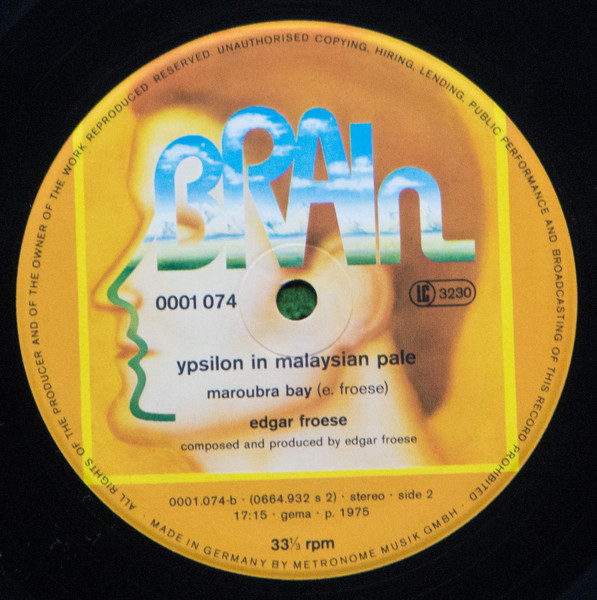 ALL RIGHTS OF THE PRODUCER AND OF THE OWNER OF THE WORK REPRODUCED RESERVED. UNAUTHORISED COPYING, HIRING, LENDING, PUBLIC PERFORMANCE AND BROADCASTING OF THIS RECORD PROHIBITED
BRAIn
0001 074
LC 3230
ypsilon in malaysian pale
maroubra bay (e. froese)
edgar froese
composed and produced by edgar froese
0001.074-b · (0664.932 s 2) · stereo · side 2
17:15 · gema · p. 1975
33⅓ rpm
· MADE IN GERMANY BY METRONOME MUSIK GMBH ·